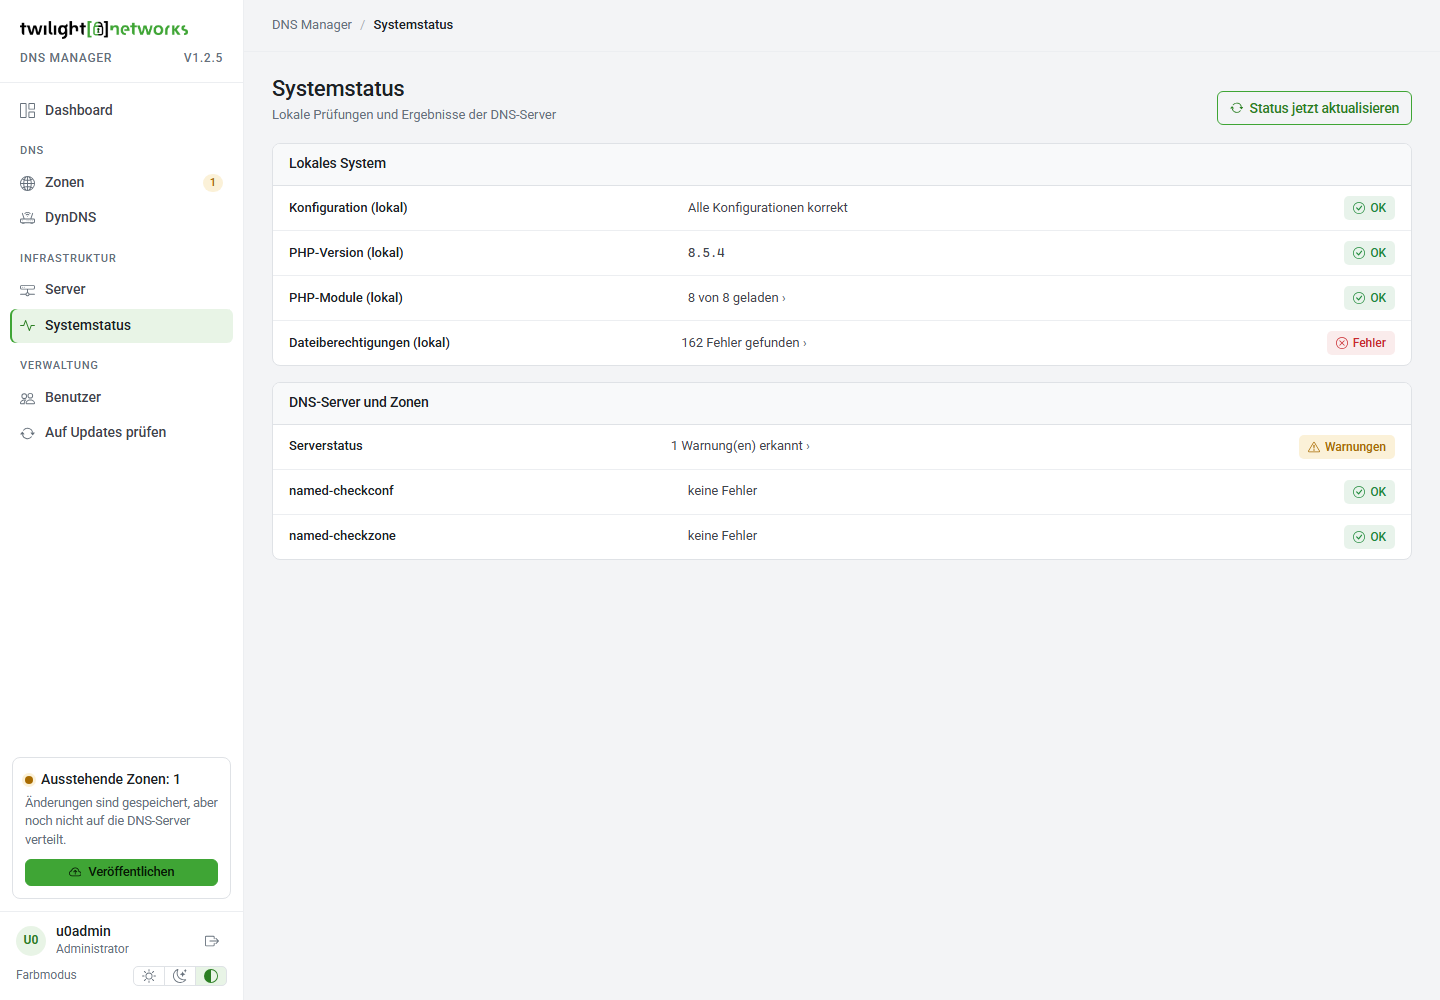 twilight[]networks
DNS MANAGER V1.2.5
Dashboard
DNS
Zonen 1
DynDNS
INFRASTRUKTUR
Server
Systemstatus
VERWALTUNG
Benutzer
Auf Updates prüfen
Ausstehende Zonen: 1
Änderungen sind gespeichert, aber
noch nicht auf die DNS-Server
verteilt.
Veröffentlichen
U0 u0admin
Administrator
Farbmodus
DNS Manager / Systemstatus
Systemstatus
Lokale Prüfungen und Ergebnisse der DNS-Server
Status jetzt aktualisieren
Lokales System
Konfiguration (lokal) Alle Konfigurationen korrekt OK
PHP-Version (lokal) 8.5.4 OK
PHP-Module (lokal) 8 von 8 geladen › OK
Dateiberechtigungen (lokal) 162 Fehler gefunden › Fehler
DNS-Server und Zonen
Serverstatus 1 Warnung(en) erkannt › Warnungen
named-checkconf keine Fehler OK
named-checkzone keine Fehler OK